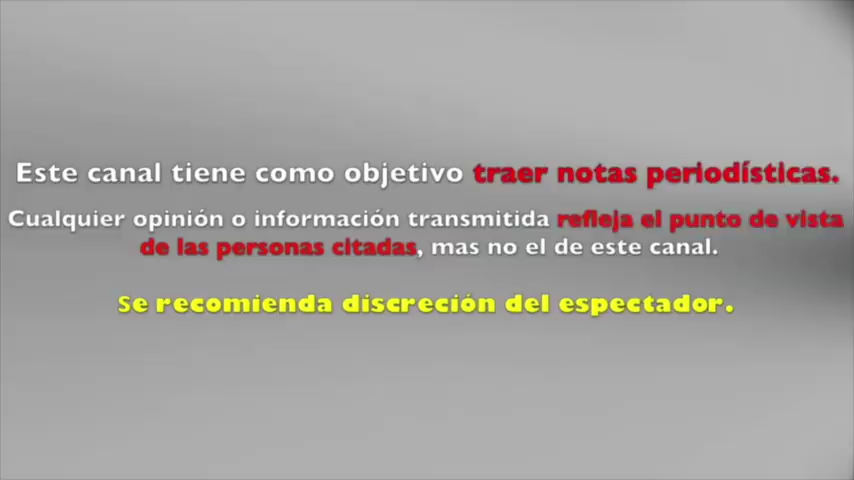 Este canal tiene como objetivo traer notas periodísticas.
Cualquier opinión o información transmitida refleja el punto de vista
de las personas citadas, mas no el de este canal.
Se recomienda discreción del espectador.